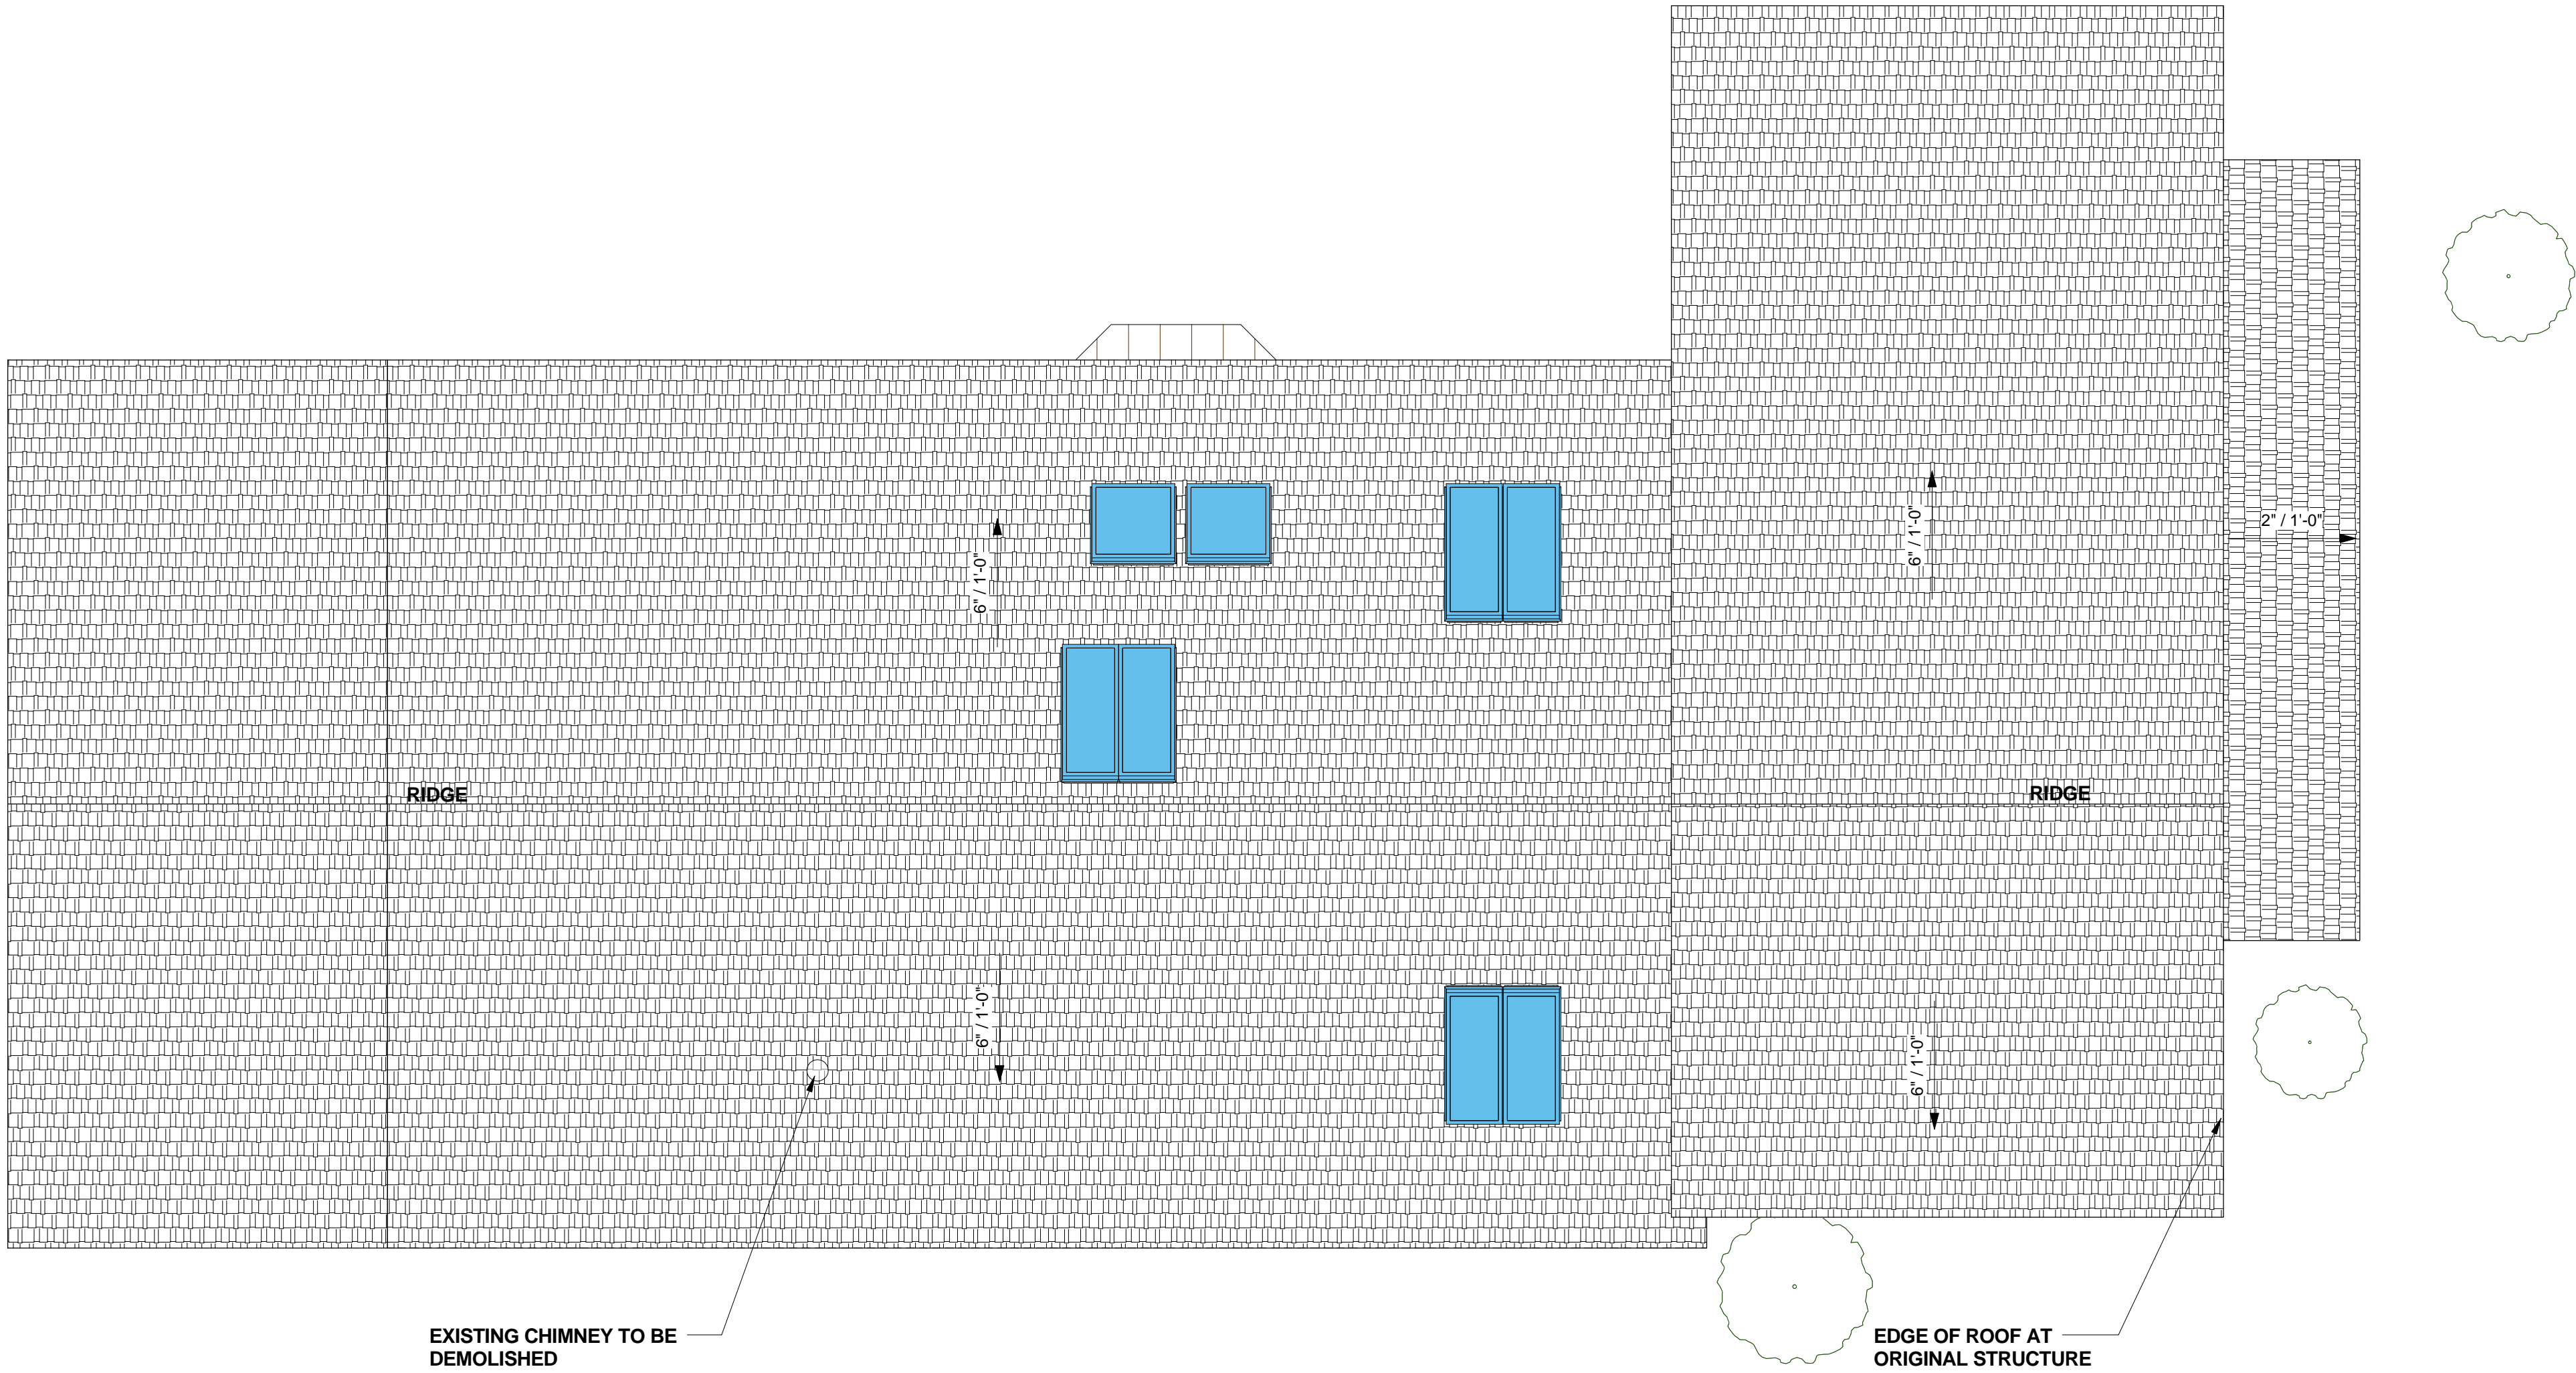 6" / 1'-0"
2" / 1'-0"
6" / 1'-0"
RIDGE
RIDGE
6" / 1'-0"
6" / 1'-0"
EXISTING CHIMNEY TO BE
DEMOLISHED
EDGE OF ROOF AT
ORIGINAL STRUCTURE